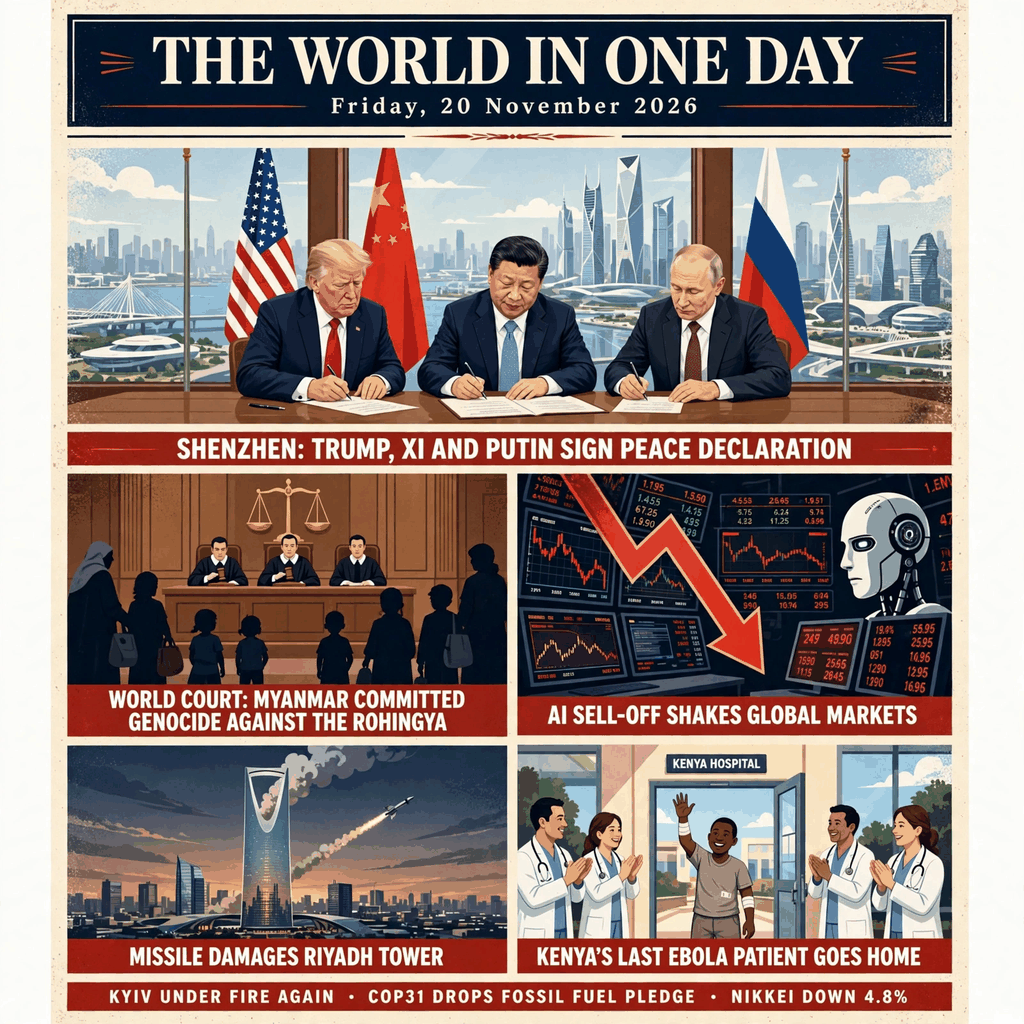 THE WORLD IN ONE DAY
Friday, 20 November 2026
SHENZHEN: TRUMP, XI AND PUTIN SIGN PEACE DECLARATION
WORLD COURT: MYANMAR COMMITTED
GENOCIDE AGAINST THE ROHINGYA
AI SELL-OFF SHAKES GLOBAL MARKETS
MISSILE DAMAGES RIYADH TOWER
KENYA HOSPITAL
KENYA'S LAST EBOLA PATIENT GOES HOME
KYIV UNDER FIRE AGAIN • COP31 DROPS FOSSIL FUEL PLEDGE • NIKKEI DOWN 4.8%